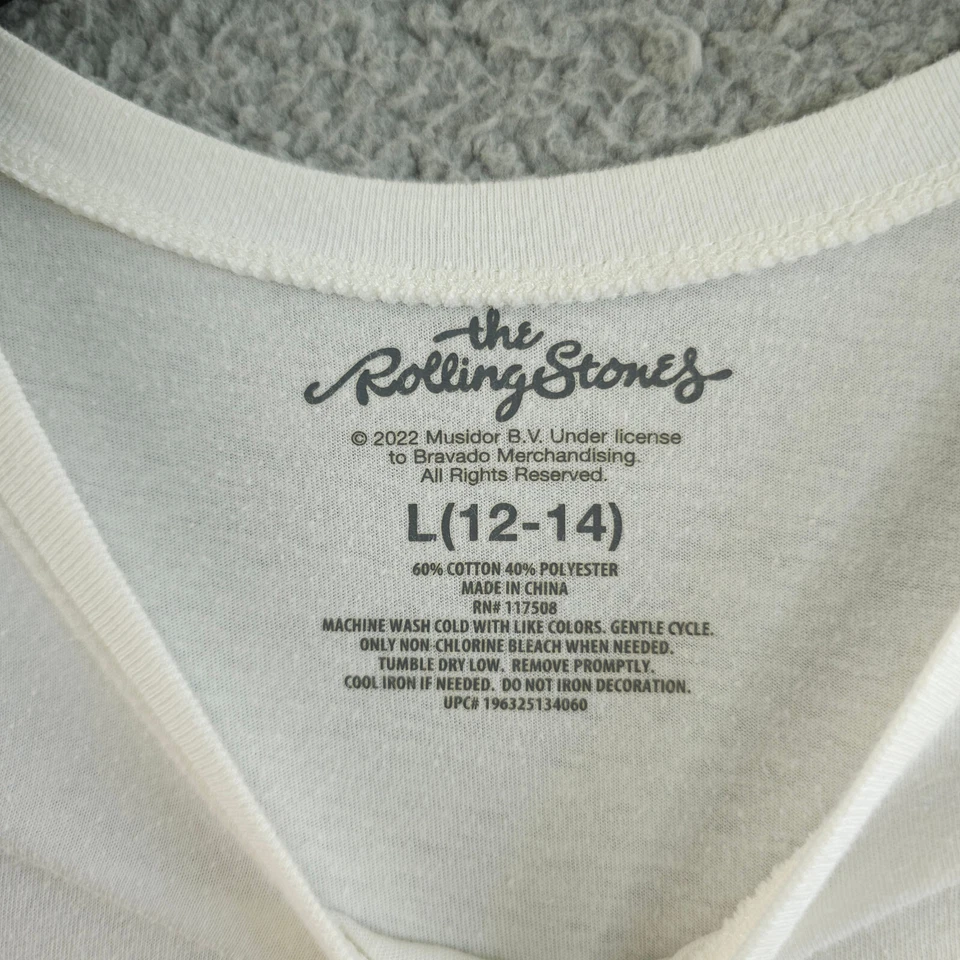 the
Rolling Stones
© 2022 Musidor B.V. Under license
to Bravado Merchandising.
All Rights Reserved.
L(12-14)
60% COTTON 40% POLYESTER
MADE IN CHINA
RN# 117508
MACHINE WASH COLD WITH LIKE COLORS. GENTLE CYCLE.
ONLY NON-CHLORINE BLEACH WHEN NEEDED.
TUMBLE DRY LOW. REMOVE PROMPTLY.
COOL IRON IF NEEDED. DO NOT IRON DECORATION.
UPC# 196325134060